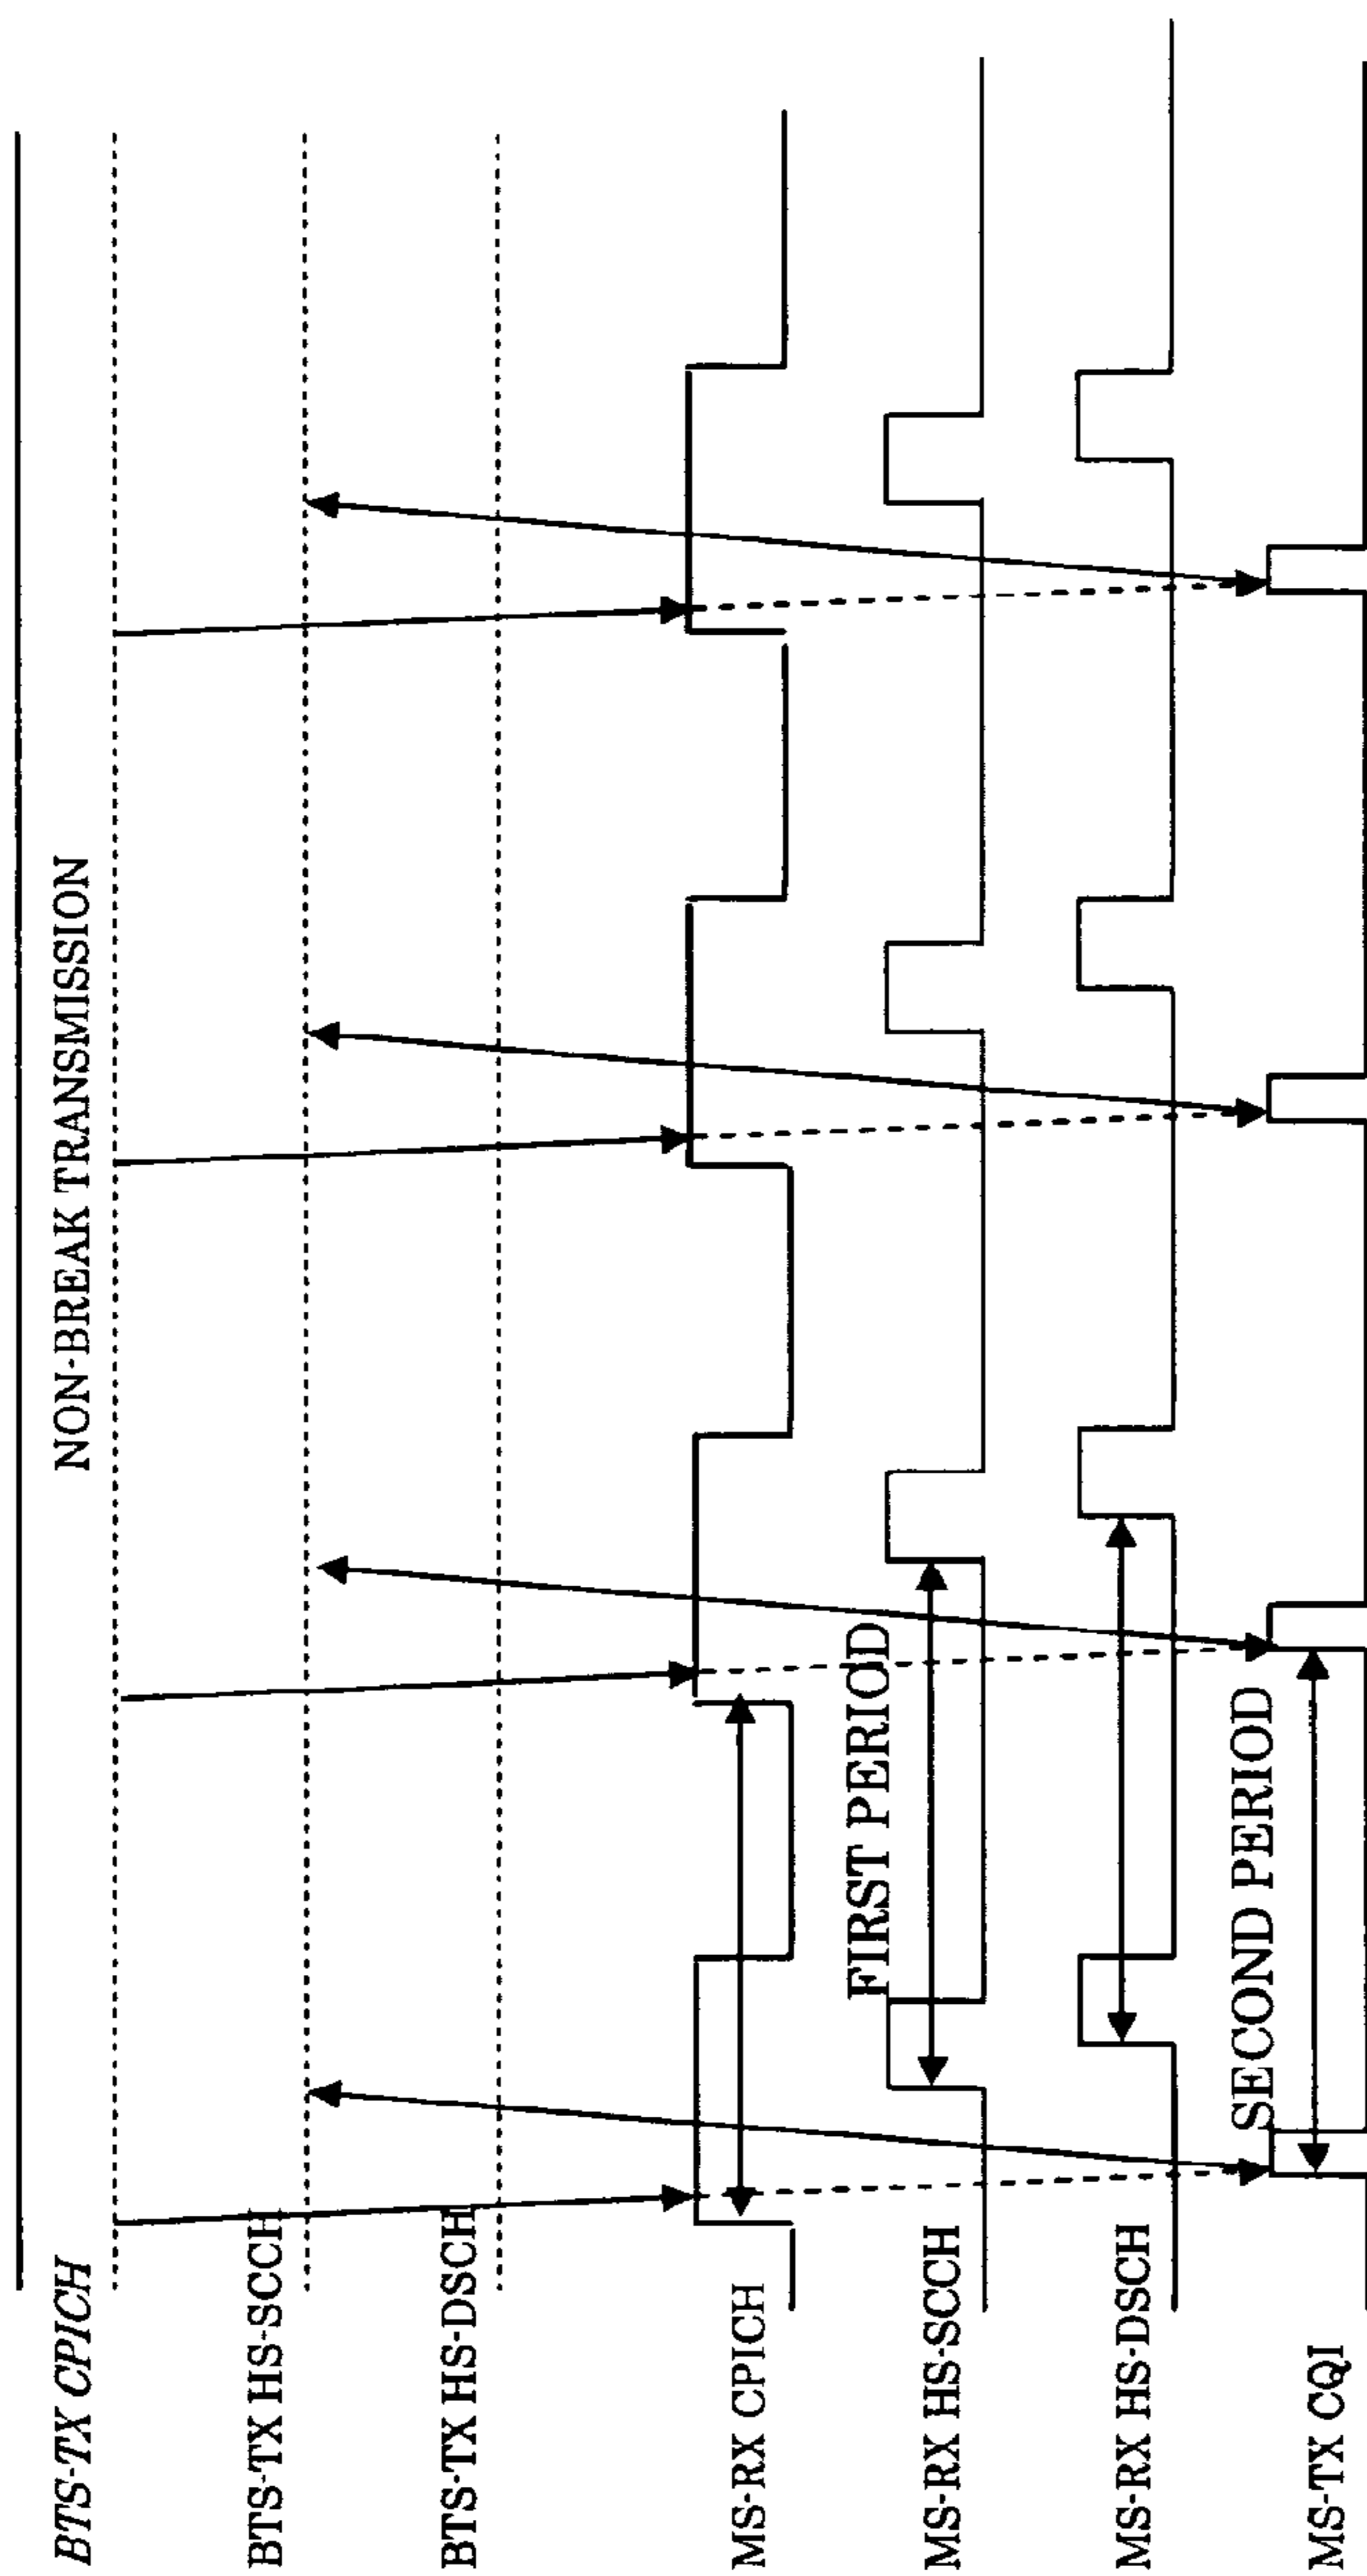 BTS-TX CPICH
NON-BREAK TRANSMISSION
BTS-TX HS-SCCH
BTS-TX HS-DSCH
MS-RX CPICH
FIRST PERIOD
MS-RX HS-SCCH
MS-RX HS-DSCH
SECOND PERIOD
MS-TX CQI